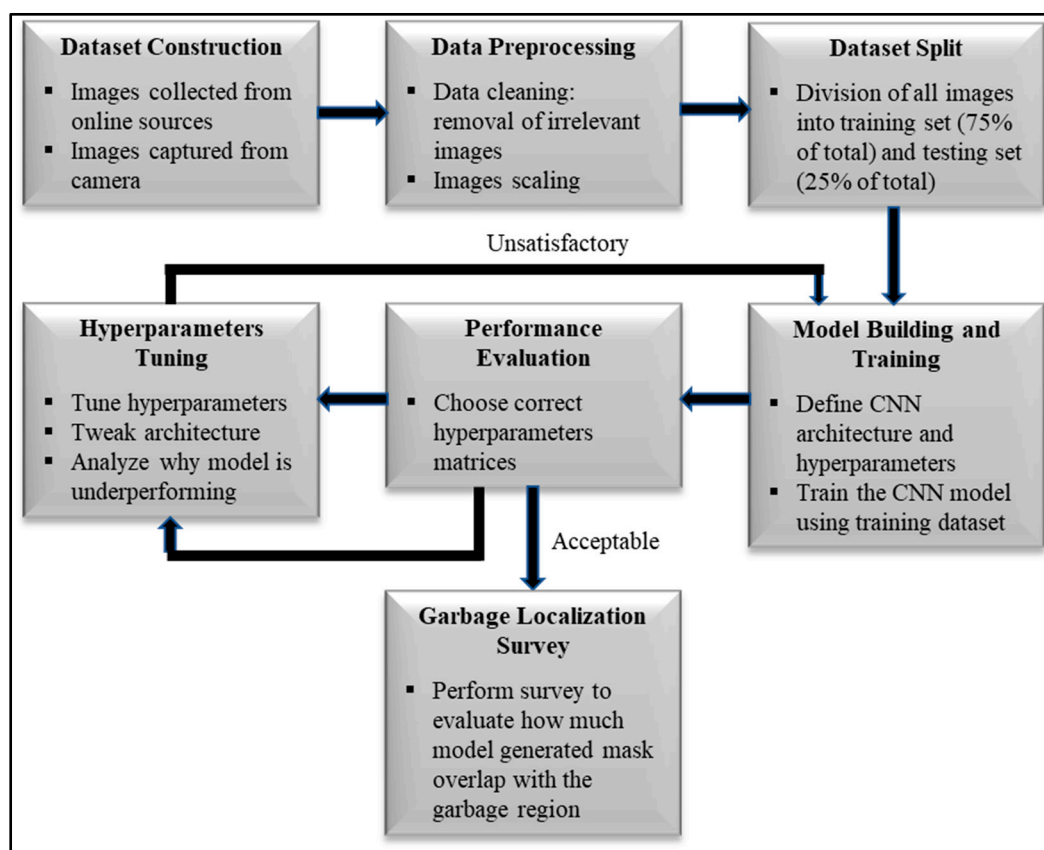 Dataset Construction
▪ Images collected from
online sources
▪ Images captured from
camera
Data Preprocessing
▪ Data cleaning:
removal of irrelevant
images
▪ Images scaling
Dataset Split
▪ Division of all images
into training set (75%
of total) and testing set
(25% of total)
Unsatisfactory
Hyperparameters
Tuning
▪ Tune hyperparameters
▪ Tweak architecture
▪ Analyze why model is
underperforming
Performance
Evaluation
▪ Choose correct
hyperparameters
matrices
Model Building and
Training
▪ Define CNN
architecture and
hyperparameters
▪ Train the CNN model
using training dataset
Acceptable
Garbage Localization
Survey
▪ Perform survey to
evaluate how much
model generated mask
overlap with the
garbage region